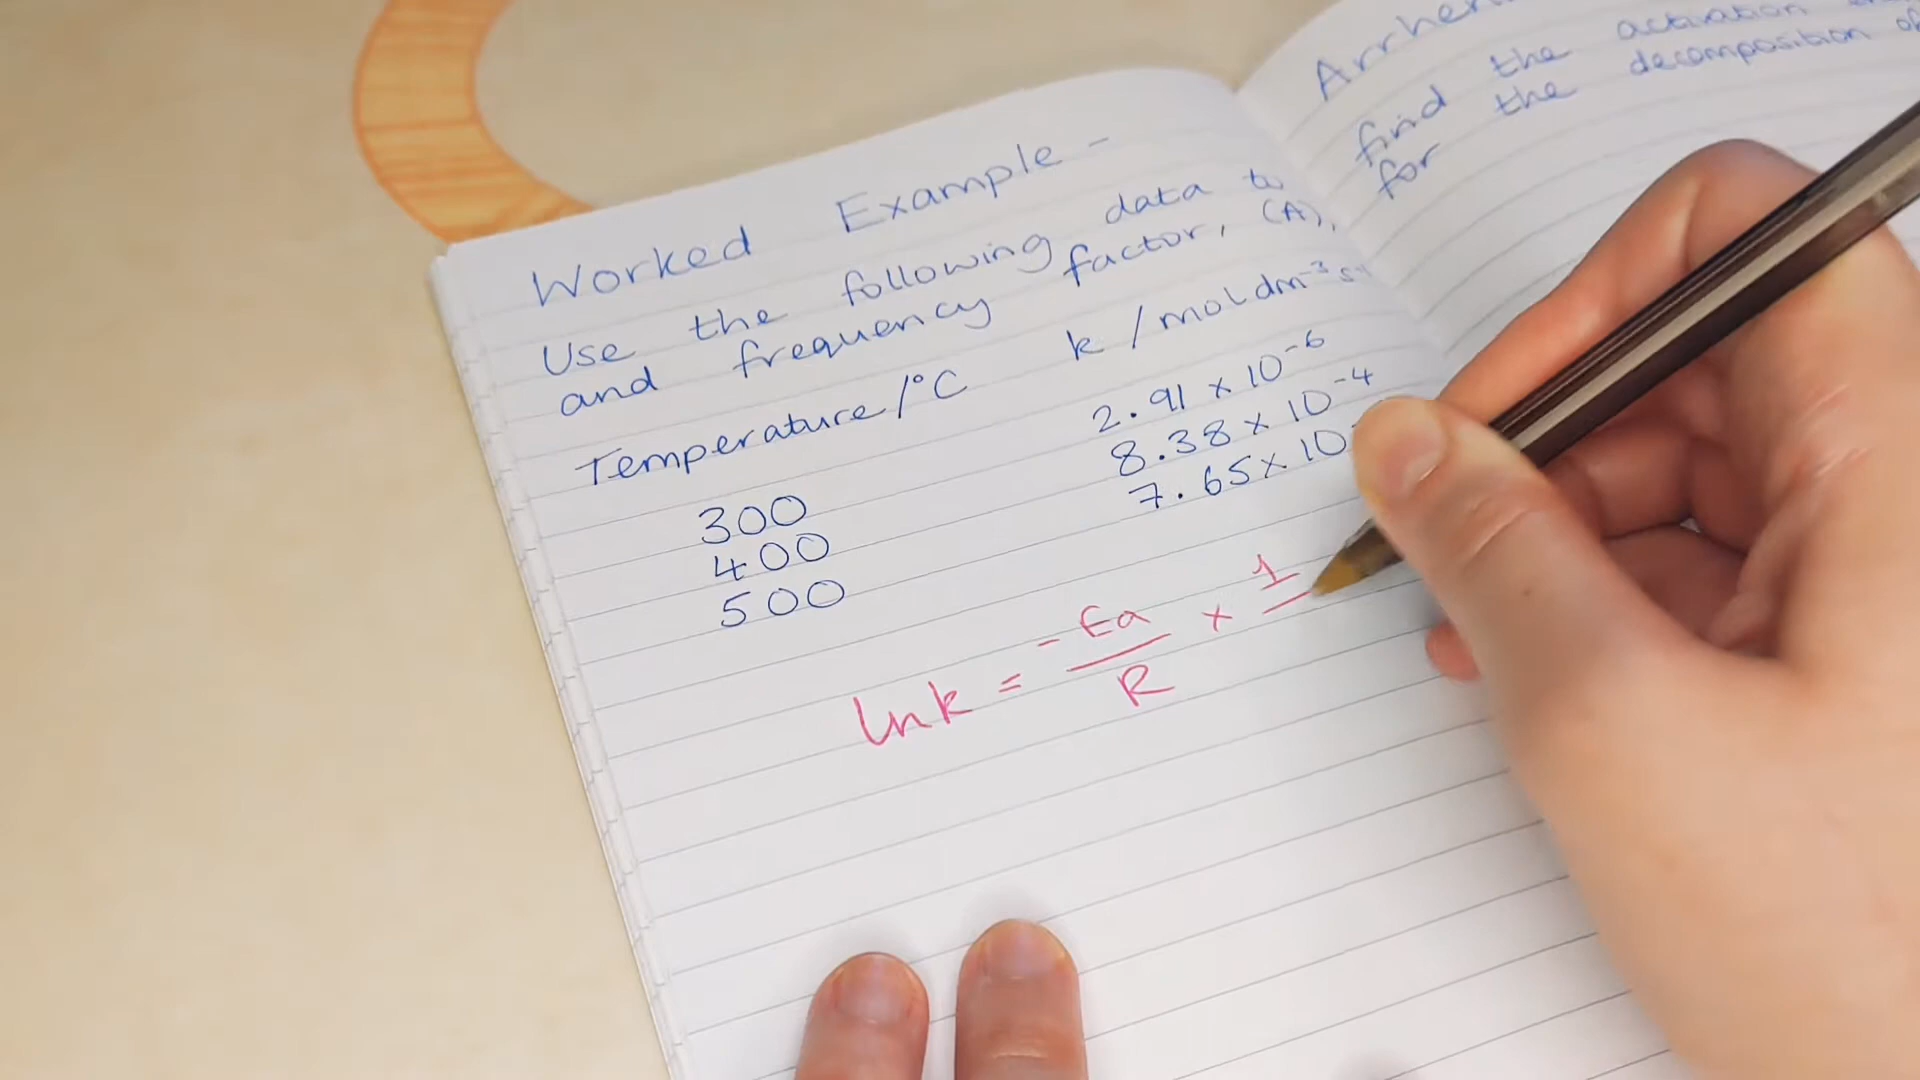 Worked Example -
Use the following data to
and frequency factor, (A),
Temperature/°C k / mol dm⁻³ s⁻¹
300 2.91 x 10⁻⁶
400 8.38 x 10⁻⁴
500 7.65 x 10
ln k = - Ea / R x 1
find the activation
for the decomposition of